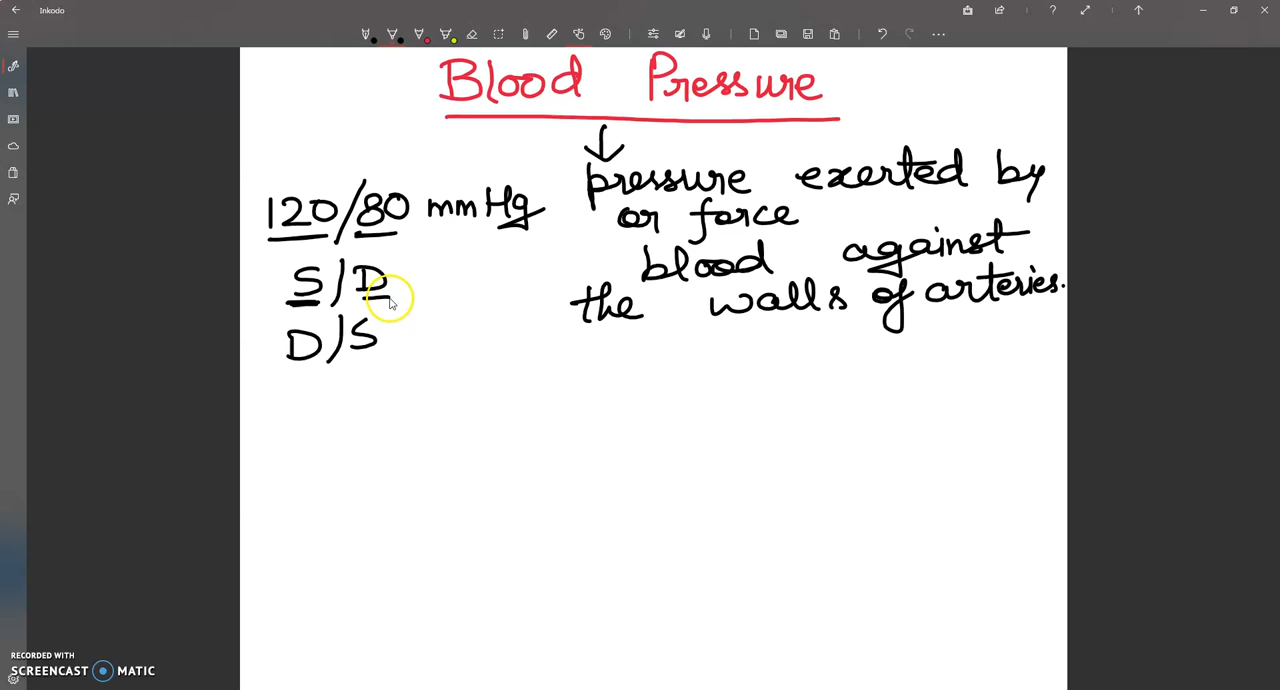 Inkodo
Blood Pressure
↓
pressure exerted by
or force
blood against
the walls of arteries.
120/80 mmHg
S/D
D/S
RECORDED WITH
SCREENCAST MATIC